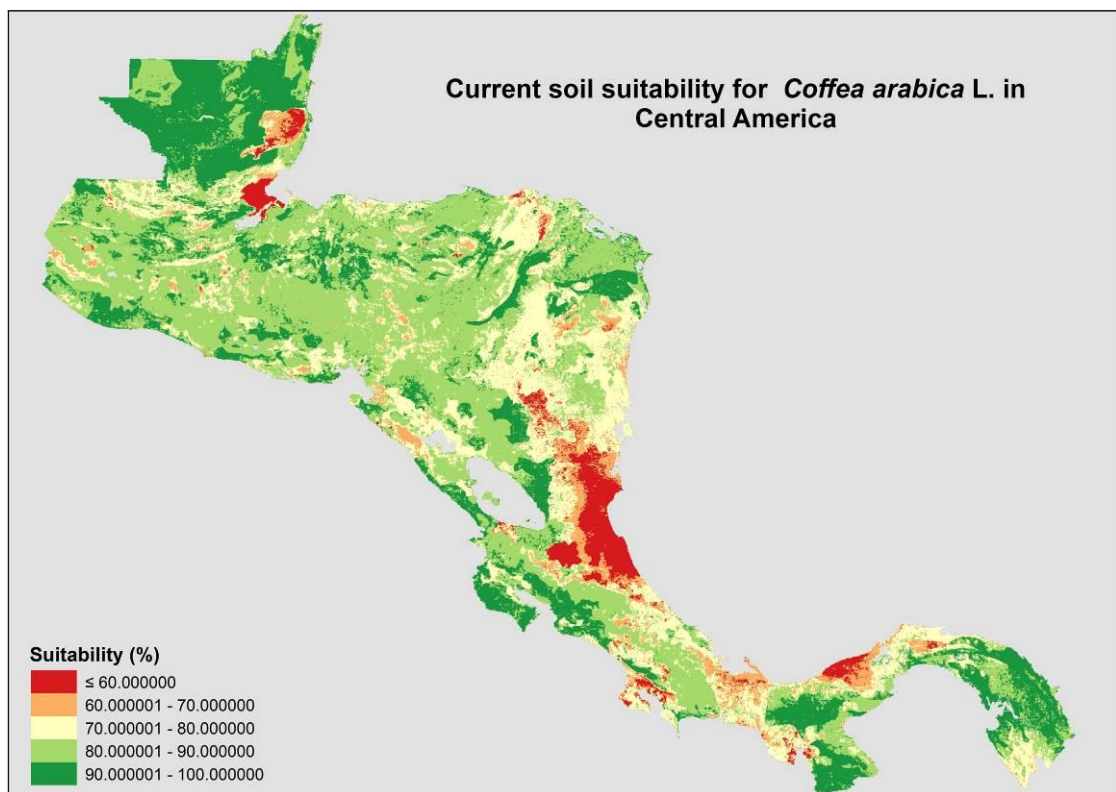 Current soil suitability for Coffea arabica L. in
Central America
Suitability (%)
≤ 60.000000
60.000001 - 70.000000
70.000001 - 80.000000
80.000001 - 90.000000
90.000001 - 100.000000